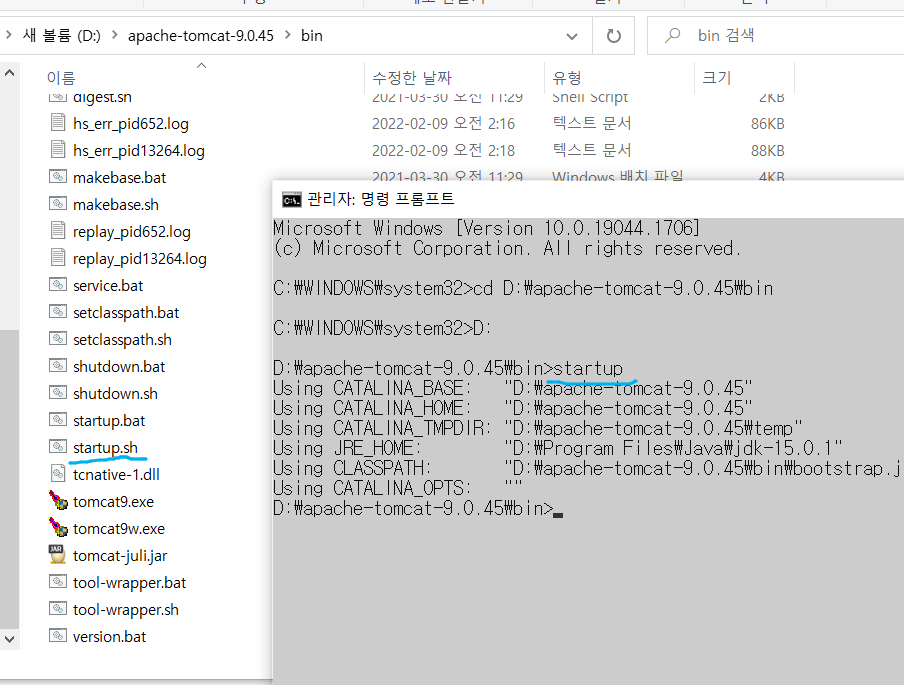 새 볼륨 (D:) > apache-tomcat-9.0.45 > bin
bin 검색
이름 수정한 날짜 유형 크기
digest.sh 2021-03-30 오전 11:29 Shell Script 2KB
hs_err_pid652.log 2022-02-09 오전 2:16 텍스트 문서 86KB
hs_err_pid13264.log 2022-02-09 오전 2:18 텍스트 문서 88KB
makebase.bat 2021-03-30 오전 11:29 Windows 배치 파일 4KB
makebase.sh
replay_pid652.log
replay_pid13264.log
service.bat
setclasspath.bat
setclasspath.sh
shutdown.bat
shutdown.sh
startup.bat
startup.sh
tcnative-1.dll
tomcat9.exe
tomcat9w.exe
JAR
tomcat-juli.jar
tool-wrapper.bat
tool-wrapper.sh
version.bat
C:\.
관리자: 명령 프롬프트
Microsoft Windows [Version 10.0.19044.1706]
(c) Microsoft Corporation. All rights reserved.
C:₩WINDOWS₩system32>cd D:₩apache-tomcat-9.0.45₩bin
C:₩WINDOWS₩system32>D:
D:₩apache-tomcat-9.0.45₩bin>startup
Using CATALINA_BASE: "D:₩apache-tomcat-9.0.45"
Using CATALINA_HOME: "D:₩apache-tomcat-9.0.45"
Using CATALINA_TMPDIR: "D:₩apache-tomcat-9.0.45₩temp"
Using JRE_HOME: "D:₩Program Files₩Java₩jdk-15.0.1"
Using CLASSPATH: "D:₩apache-tomcat-9.0.45₩bin₩bootstrap.j
Using CATALINA_OPTS: ""
D:₩apache-tomcat-9.0.45₩bin>_